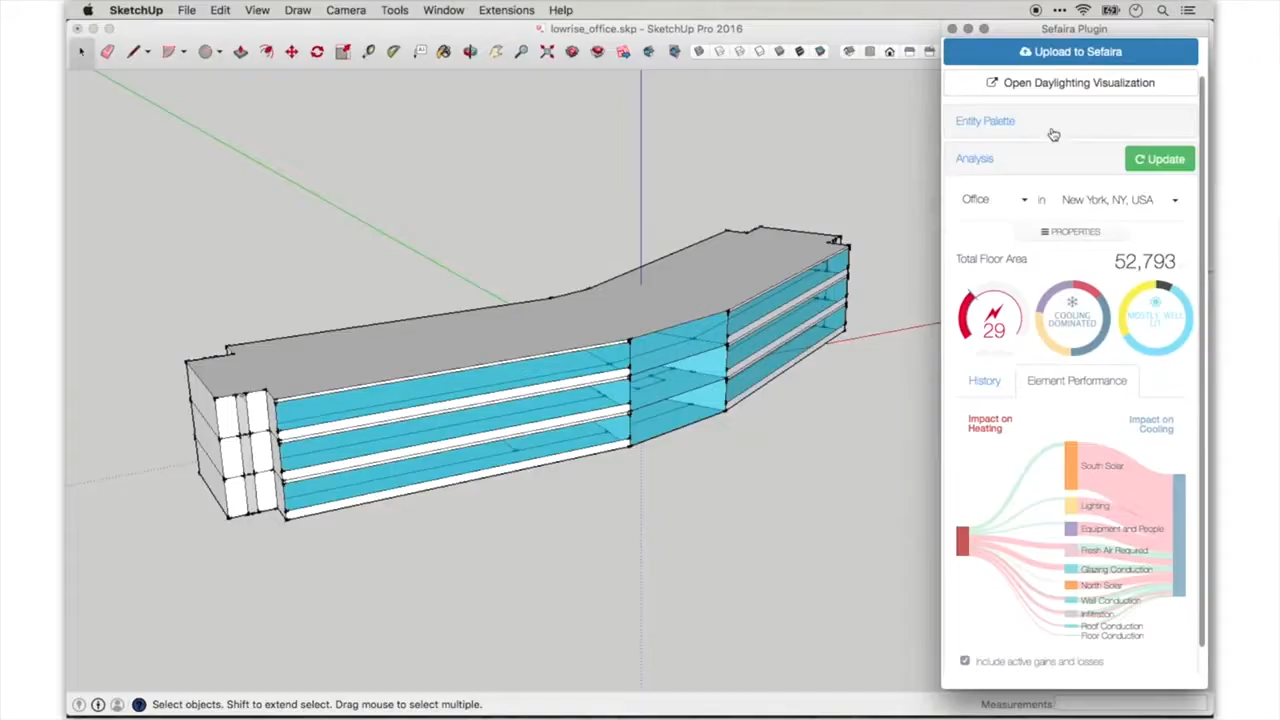 SketchUp File Edit View Draw Camera Tools Window Extensions Help
lowrise_office.skp - SketchUp Pro 2016
Sefaira Plugin
Upload to Sefaira
Open Daylighting Visualization
Entity Palette
Analysis
Update
Office in New York, NY, USA
PROPERTIES
Total Floor Area 52,793
29
COOLING
DOMINATED
MOSTLY WELL
LIT
History Element Performance
Impact on
Heating
Impact on
Cooling
South Solar
Lighting
Equipment and People
Fresh Air Required
Glazing Conduction
North Solar
Wall Conduction
Infiltration
Roof Conduction
Floor Conduction
Include active gains and losses
Select objects. Shift to extend select. Drag mouse to select multiple.
Measurements